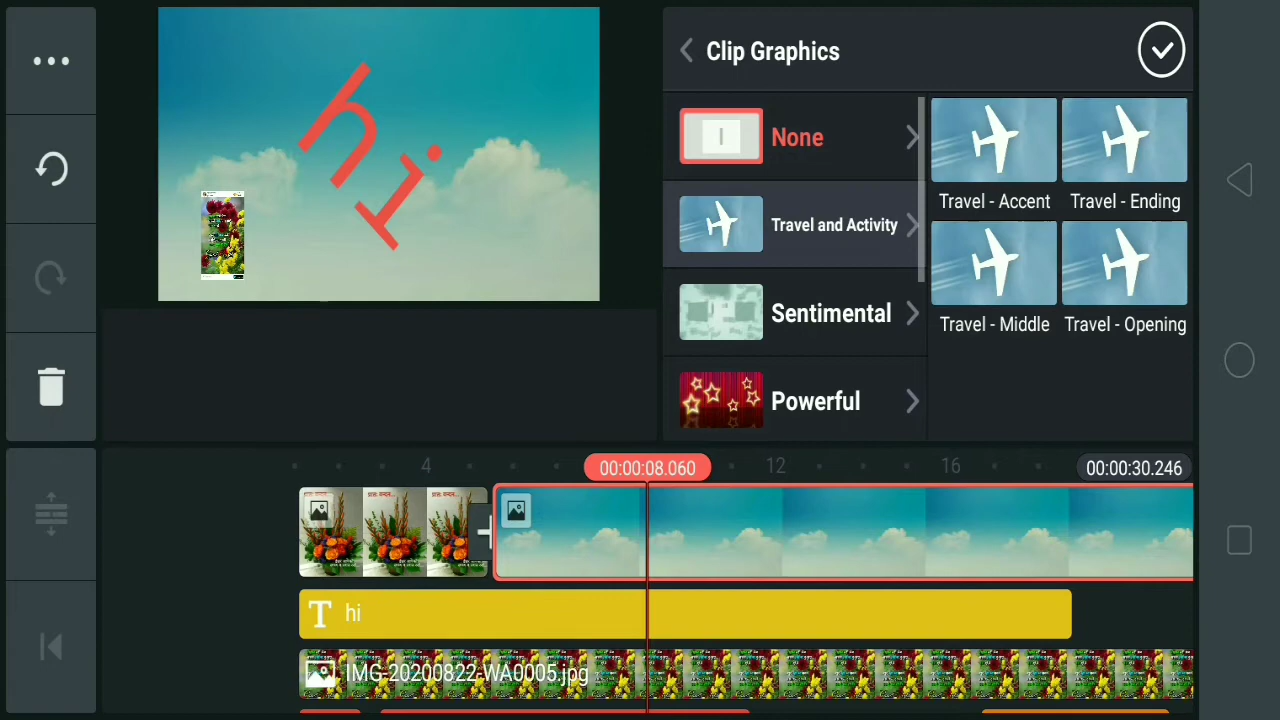 hi
Clip Graphics
None
Travel and Activity
Sentimental
Powerful
Travel - Accent
Travel - Ending
Travel - Middle
Travel - Opening
4
00:00:08.060
12
16
00:00:30.246
T hi
IMG-20200822-WA0005.jpg